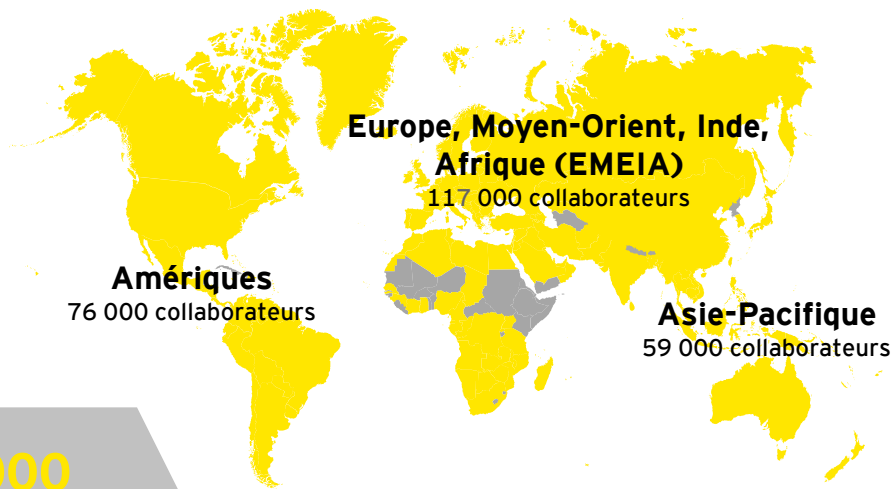 Europe, Moyen-Orient, Inde,
Afrique (EMEIA)
117 000 collaborateurs
Amériques
76 000 collaborateurs
Asie-Pacifique
59 000 collaborateurs